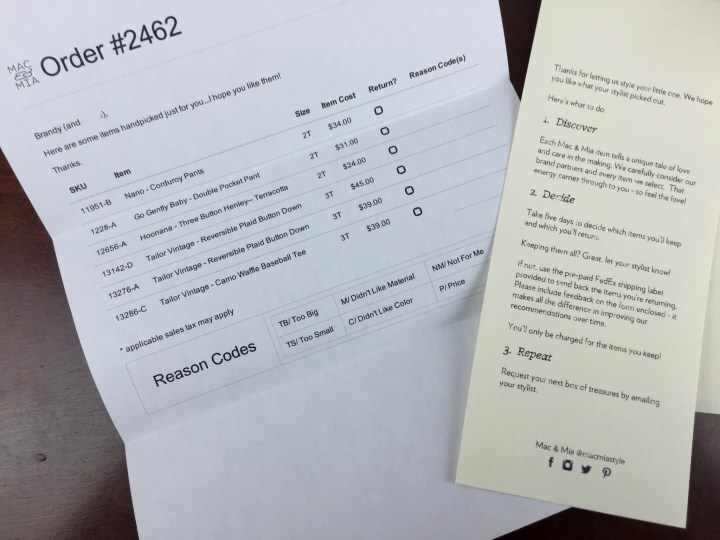 MAC & MIA
Order #2462
Brandy (and
Here are some items handpicked just for you...I hope you like them!
Thanks.
SKU Item Size Item Cost Return? Reason Code(s)
11951-B Nano - Corduroy Pants 2T $34.00
1228-A Go Gently Baby - Double Pocket Pant 2T $31.00
12656-A Hoonana - Three Button Henley– Terracotta 2T $24.00
13142-D Tailor Vintage - Reversible Plaid Button Down 3T $45.00
13276-A Tailor Vintage - Reversible Plaid Button Down 3T $39.00
13286-C Tailor Vintage - Camo Waffle Baseball Tee 3T $39.00
* applicable sales tax may apply
Reason Codes
TB/ Too Big M/ Didn't Like Material NM/ Not For Me
TS/ Too Small C/ Didn't Like Color P/ Price
Thanks for letting us style your little one. We hope
you like what your stylist picked out.
Here's what to do:
1. Discover
Each Mac & Mia item tells a unique tale of love
and care in the making. We carefully consider our
brand partners and every item we select. That
energy carries through to you - so feel the love!
2. Decide
Take five days to decide which items you'll keep
and which you'll return.
Keeping them all? Great, let your stylist know!
If not, use the pre-paid FedEx shipping label
provided to send back the items you're returning.
Please include feedback on the form enclosed - it
makes all the difference in improving our
recommendations over time.
You'll only be charged for the items you keep!
3. Repeat
Request your next box of treasures by emailing
your stylist.
Mac & Mia @macmiastyle